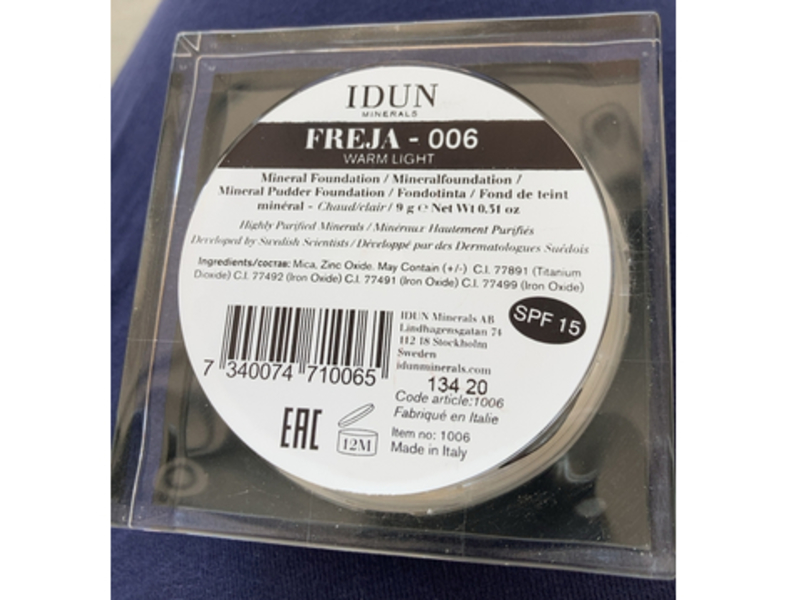 IDUN
MINERALS
FREJA - 006
WARM LIGHT
Mineral Foundation / Mineralfoundation /
Mineral Pudder Foundation / Fondotinta / Fond de teint
minéral - Chaud/clair / 9 g ℮ Net Wt 0.31 oz
Highly Purified Minerals / Minéraux Hautement Purifiés
Developed by Swedish Scientists / Développé par des Dermatologues Suédois
Ingredients/состав: Mica, Zinc Oxide. May Contain (+/-) C.I. 77891 (Titanium
Dioxide) C.I. 77492 (Iron Oxide) C.I. 77491 (Iron Oxide) C.I. 77499 (Iron Oxide)
SPF 15
IDUN Minerals AB
Lindhagensgatan 74
112 18 Stockholm
Sweden
idunminerals.com
7 340074 710065
134 20
Code article:1006
Fabriqué en Italie
EAC
12M
Item no: 1006
Made in Italy